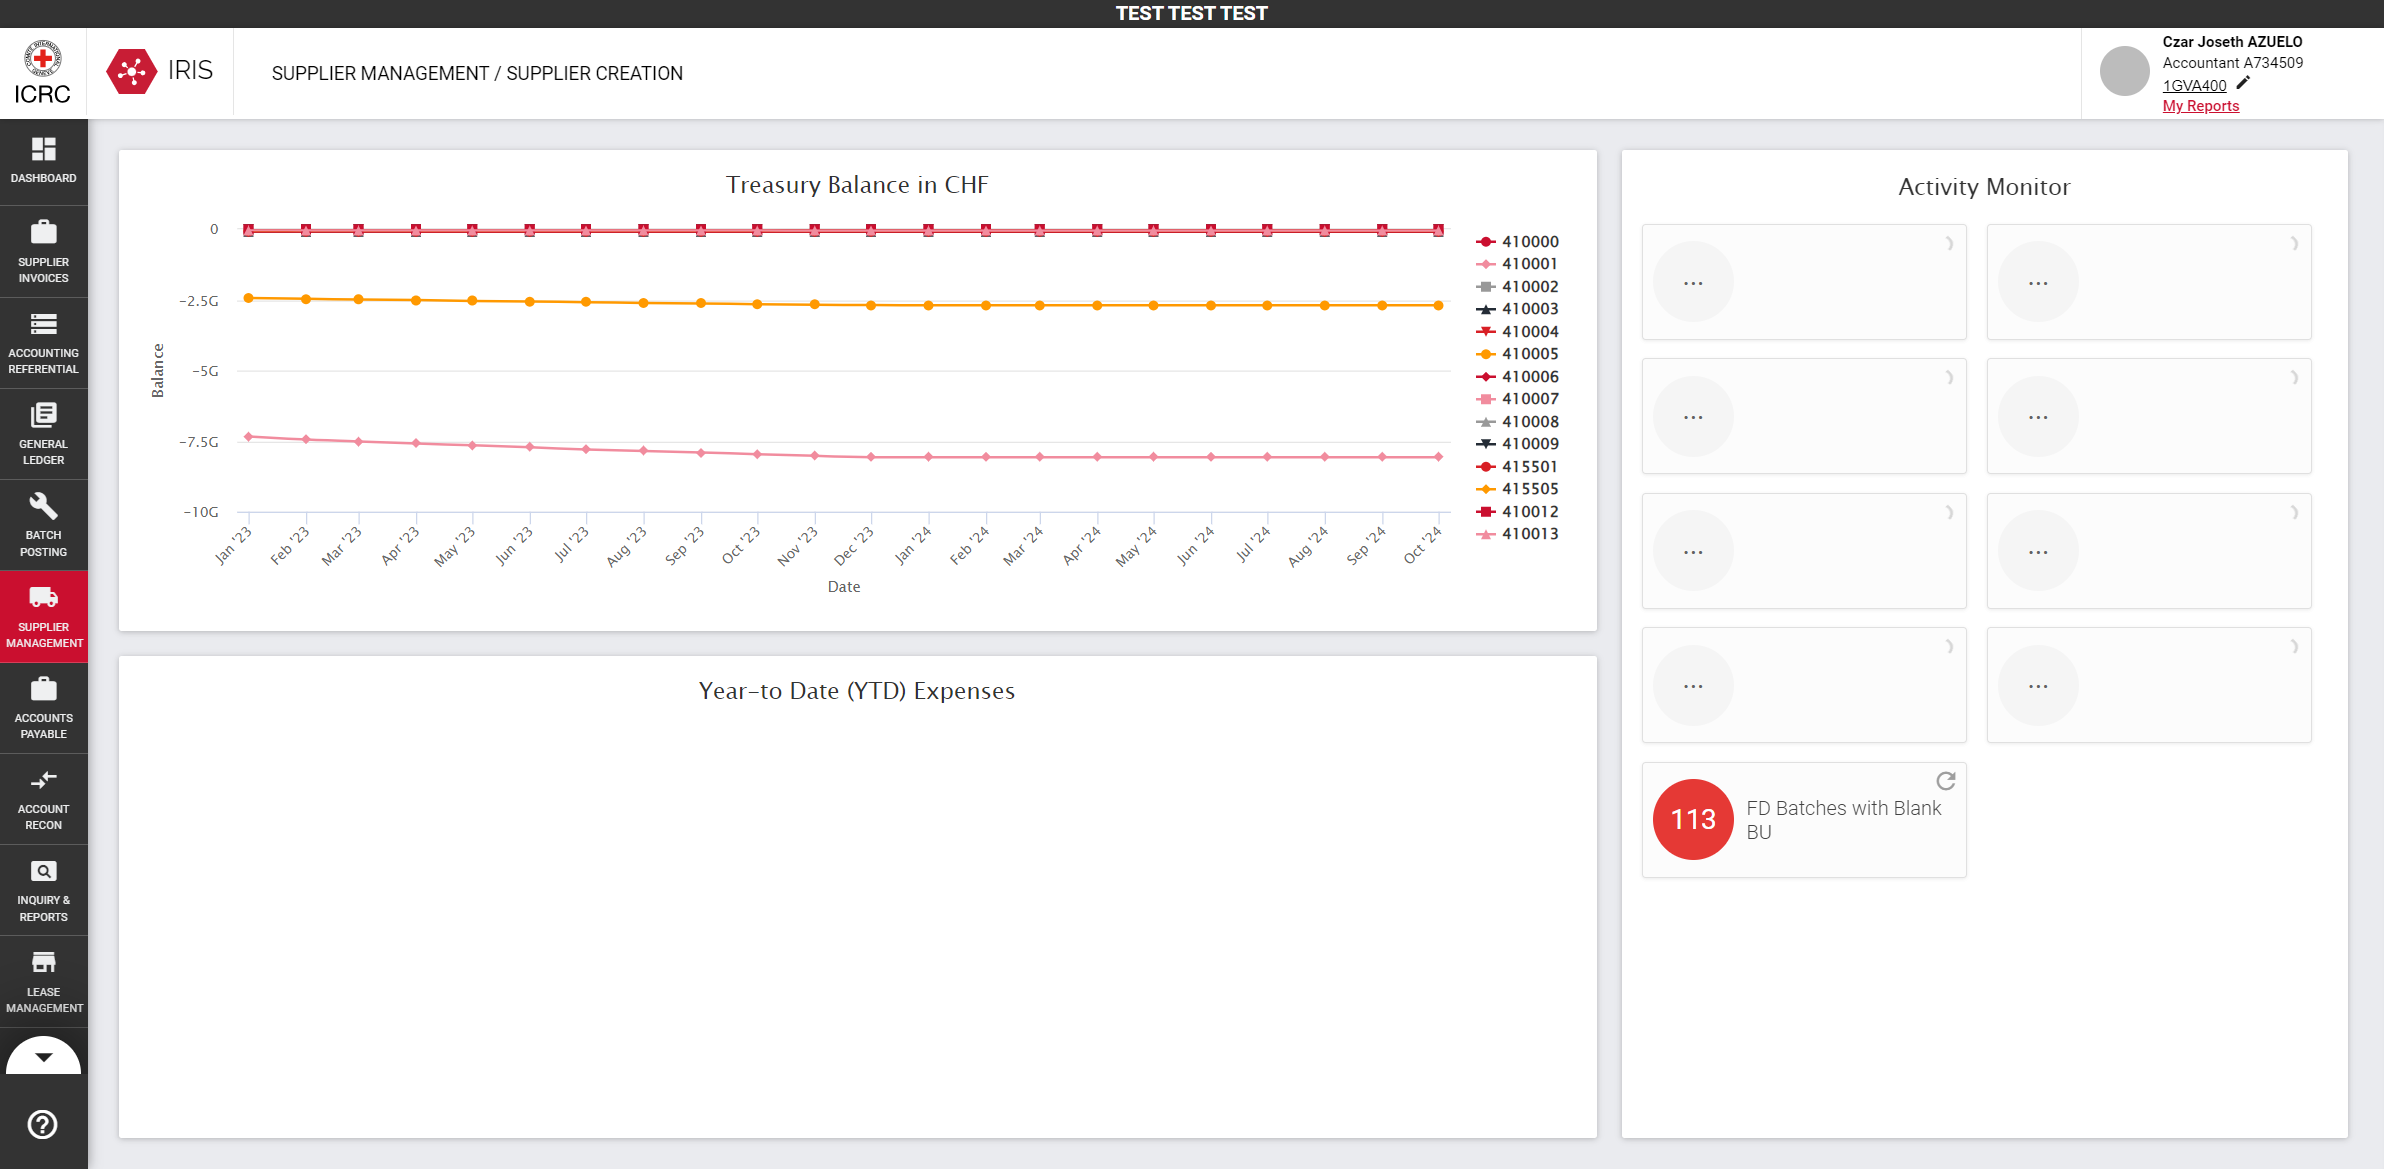 TEST TEST TEST
ICRC
IRIS
SUPPLIER MANAGEMENT / SUPPLIER CREATION
Czar Joseth AZUELO
Accountant A734509
1GVA400
My Reports
DASHBOARD
SUPPLIER
INVOICES
ACCOUNTING
REFERENTIAL
GENERAL
LEDGER
BATCH
POSTING
SUPPLIER
MANAGEMENT
ACCOUNTS
PAYABLE
ACCOUNT
RECON
INQUIRY &
REPORTS
LEASE
MANAGEMENT
Treasury Balance in CHF
Balance
0
-2.5G
-5G
-7.5G
-10G
Jan '23
Feb '23
Mar '23
Apr '23
May '23
Jun '23
Jul '23
Aug '23
Sep '23
Oct '23
Nov '23
Dec '23
Jan '24
Feb '24
Mar '24
Apr '24
May '24
Jun '24
Jul '24
Aug '24
Sep '24
Oct '24
Date
410000
410001
410002
410003
410004
410005
410006
410007
410008
410009
415501
415505
410012
410013
Year-to Date (YTD) Expenses
Activity Monitor
...
...
...
...
...
...
...
...
113
FD Batches with Blank
BU